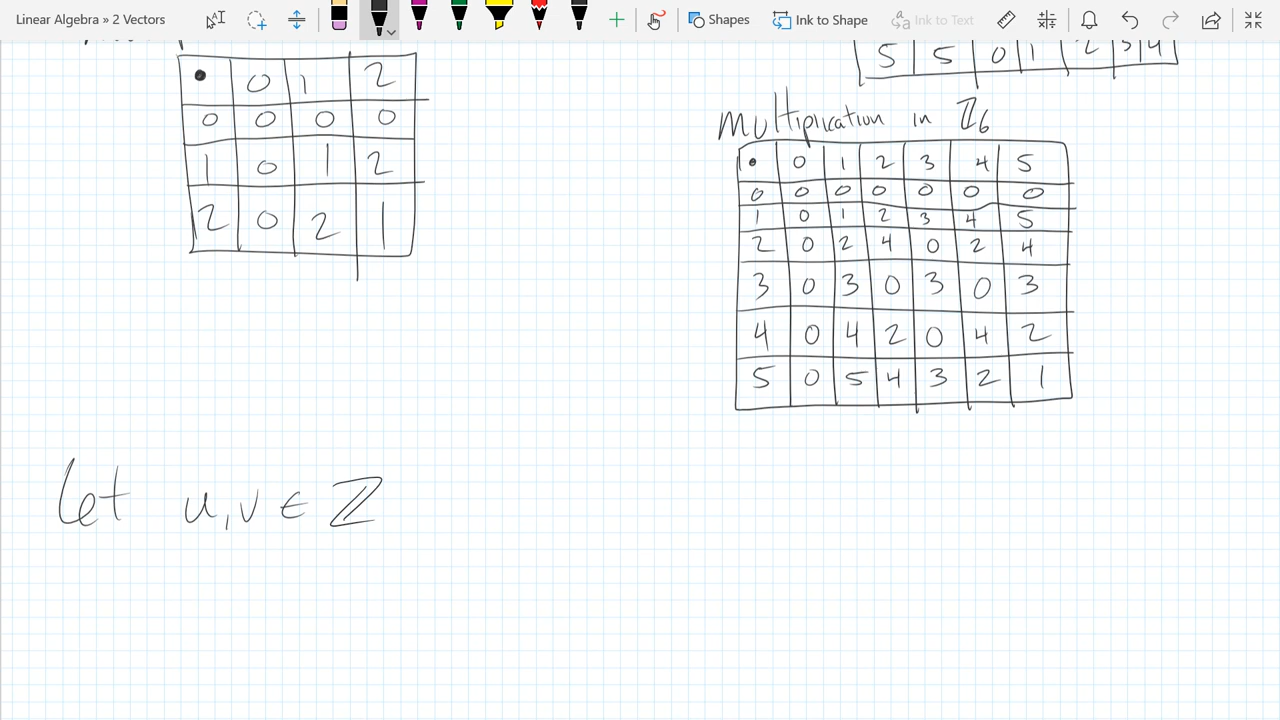 Linear Algebra » 2 Vectors
Shapes
Ink to Shape
Ink to Text
• 0 1 2
0 0 0 0
1 0 1 2
2 0 2 1
5 5 0 1 2 3 4
Multiplication in ℤ6
• 0 1 2 3 4 5
0 0 0 0 0 0 0
1 0 1 2 3 4 5
2 0 2 4 0 2 4
3 0 3 0 3 0 3
4 0 4 2 0 4 2
5 0 5 4 3 2 1
Let u, v ∈ ℤ